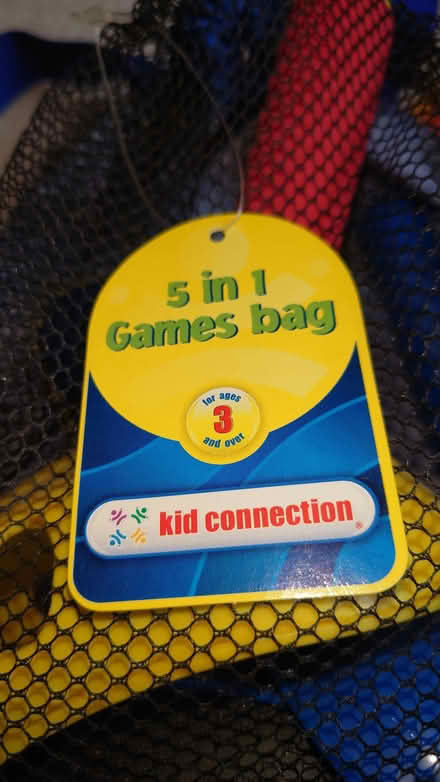 5 in 1
Games bag
for ages
3
and over
kid connection®